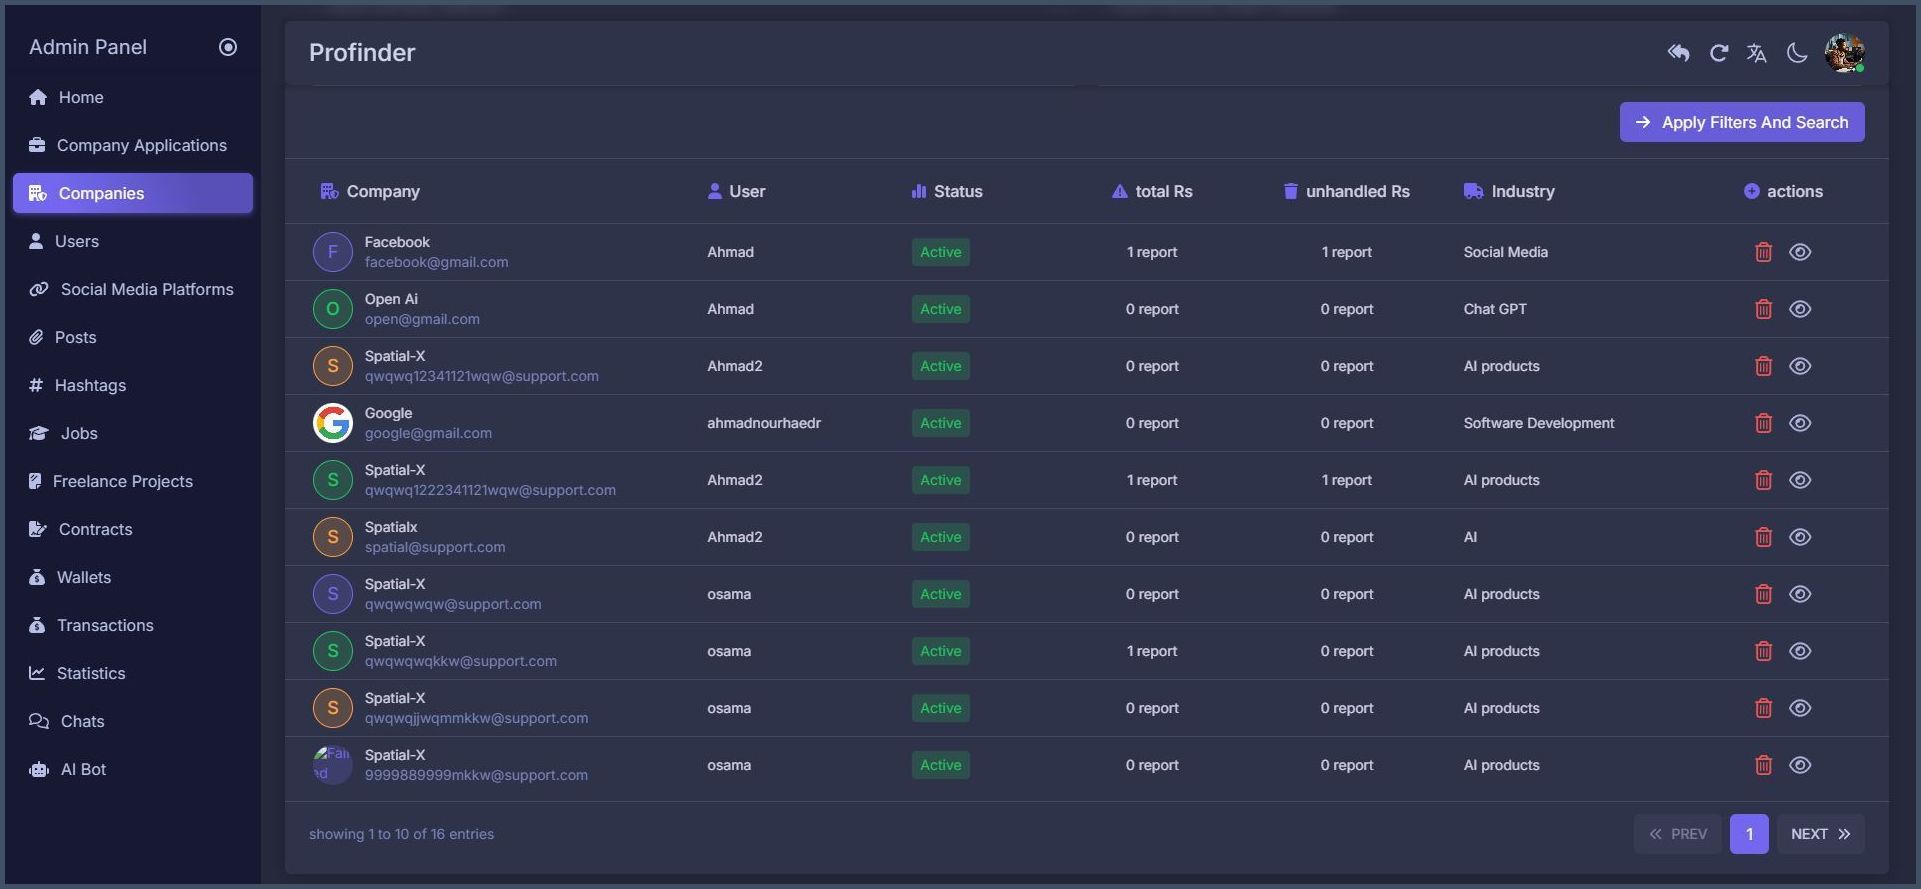 Admin Panel
Home
Company Applications
Companies
Users
Social Media Platforms
Posts
Hashtags
Jobs
Freelance Projects
Contracts
Wallets
Transactions
Statistics
Chats
AI Bot
Profinder
Apply Filters And Search
Company User Status total Rs unhandled Rs Industry actions
F Facebook
facebook@gmail.com Ahmad Active 1 report 1 report Social Media
O Open Ai
open@gmail.com Ahmad Active 0 report 0 report Chat GPT
S Spatial-X
qwqwq12341121wqw@support.com Ahmad2 Active 0 report 0 report AI products
Google
google@gmail.com ahmadnourhaedr Active 0 report 0 report Software Development
S Spatial-X
qwqwq1222341121wqw@support.com Ahmad2 Active 1 report 1 report AI products
S Spatialx
spatial@support.com Ahmad2 Active 0 report 0 report AI
S Spatial-X
qwqwqwqw@support.com osama Active 0 report 0 report AI products
S Spatial-X
qwqwqwqkkw@support.com osama Active 1 report 0 report AI products
S Spatial-X
qwqwqjjwqmmkkw@support.com osama Active 0 report 0 report AI products
Spatial-X
9999889999mkkw@support.com osama Active 0 report 0 report AI products
showing 1 to 10 of 16 entries
PREV 1 NEXT